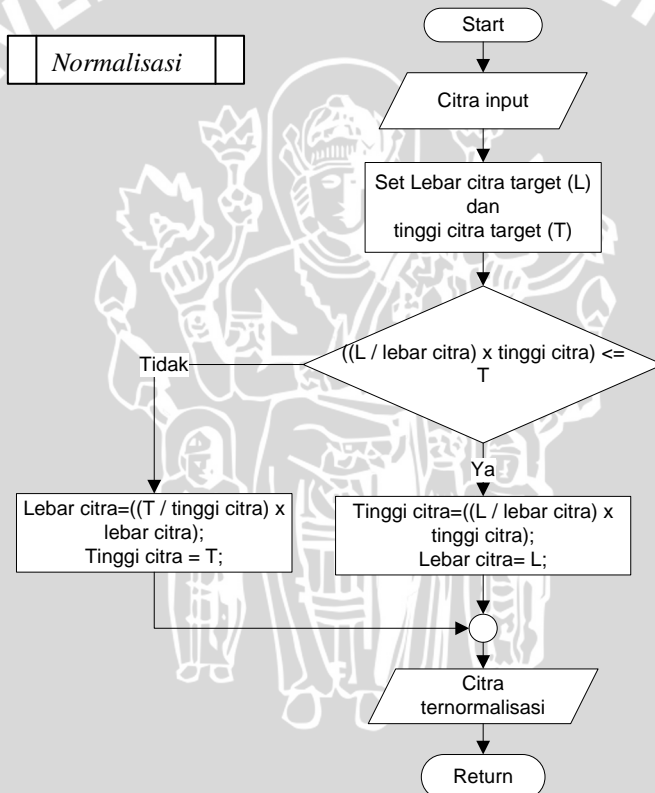 Normalisasi
Start
Citra input
Set Lebar citra target (L)
dan
tinggi citra target (T)
((L / lebar citra) x tinggi citra) <=
T
Tidak
Ya
Lebar citra=((T / tinggi citra) x
lebar citra);
Tinggi citra = T;
Tinggi citra=((L / lebar citra) x
tinggi citra);
Lebar citra= L;
Citra
ternormalisasi
Return